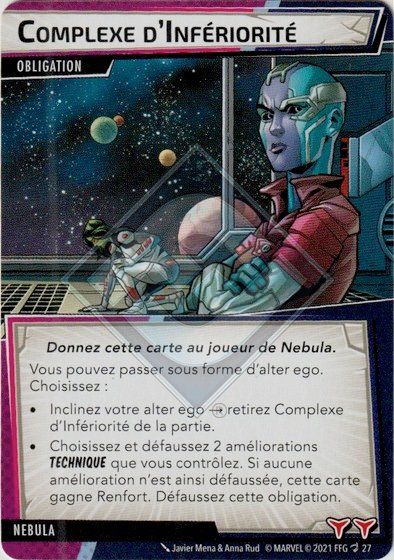 COMPLEXE D'INFÉRIORITÉ
OBLIGATION
Donnez cette carte au joueur de Nebula.
Vous pouvez passer sous forme d'alter ego.
Choisissez :
• Inclinez votre alter ego → retirez Complexe
d'Infériorité de la partie.
• Choisissez et défaussez 2 améliorations
TECHNIQUE que vous contrôlez. Si aucune
amélioration n'est ainsi défaussée, cette carte
gagne Renfort. Défaussez cette obligation.
NEBULA
Javier Mena & Anna Rud © MARVEL © 2021 FFG 27